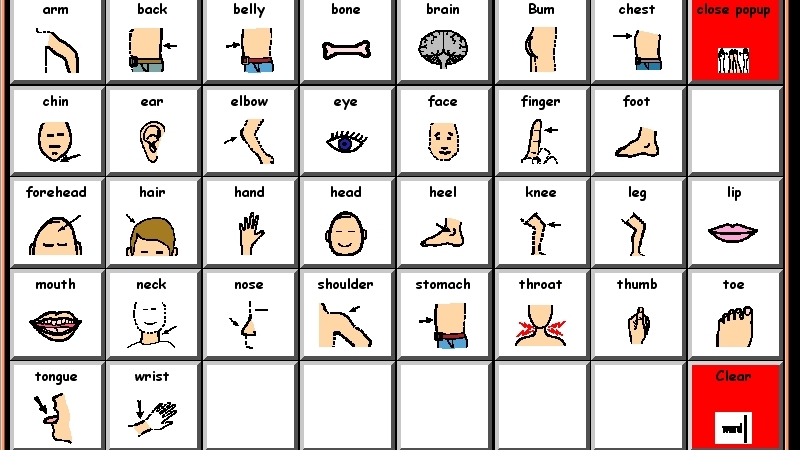 arm back belly bone brain Bum chest close popup
chin ear elbow eye face finger foot
forehead hair hand head heel knee leg lip
mouth neck nose shoulder stomach throat thumb toe
tongue wrist Clear
word